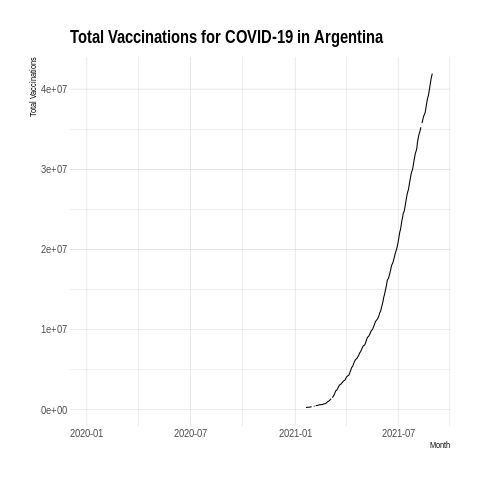 Total Vaccinations for COVID-19 in Argentina
Total Vaccinations
4e+07
3e+07
2e+07
1e+07
0e+00
2020-01
2020-07
2021-01
2021-07
Month